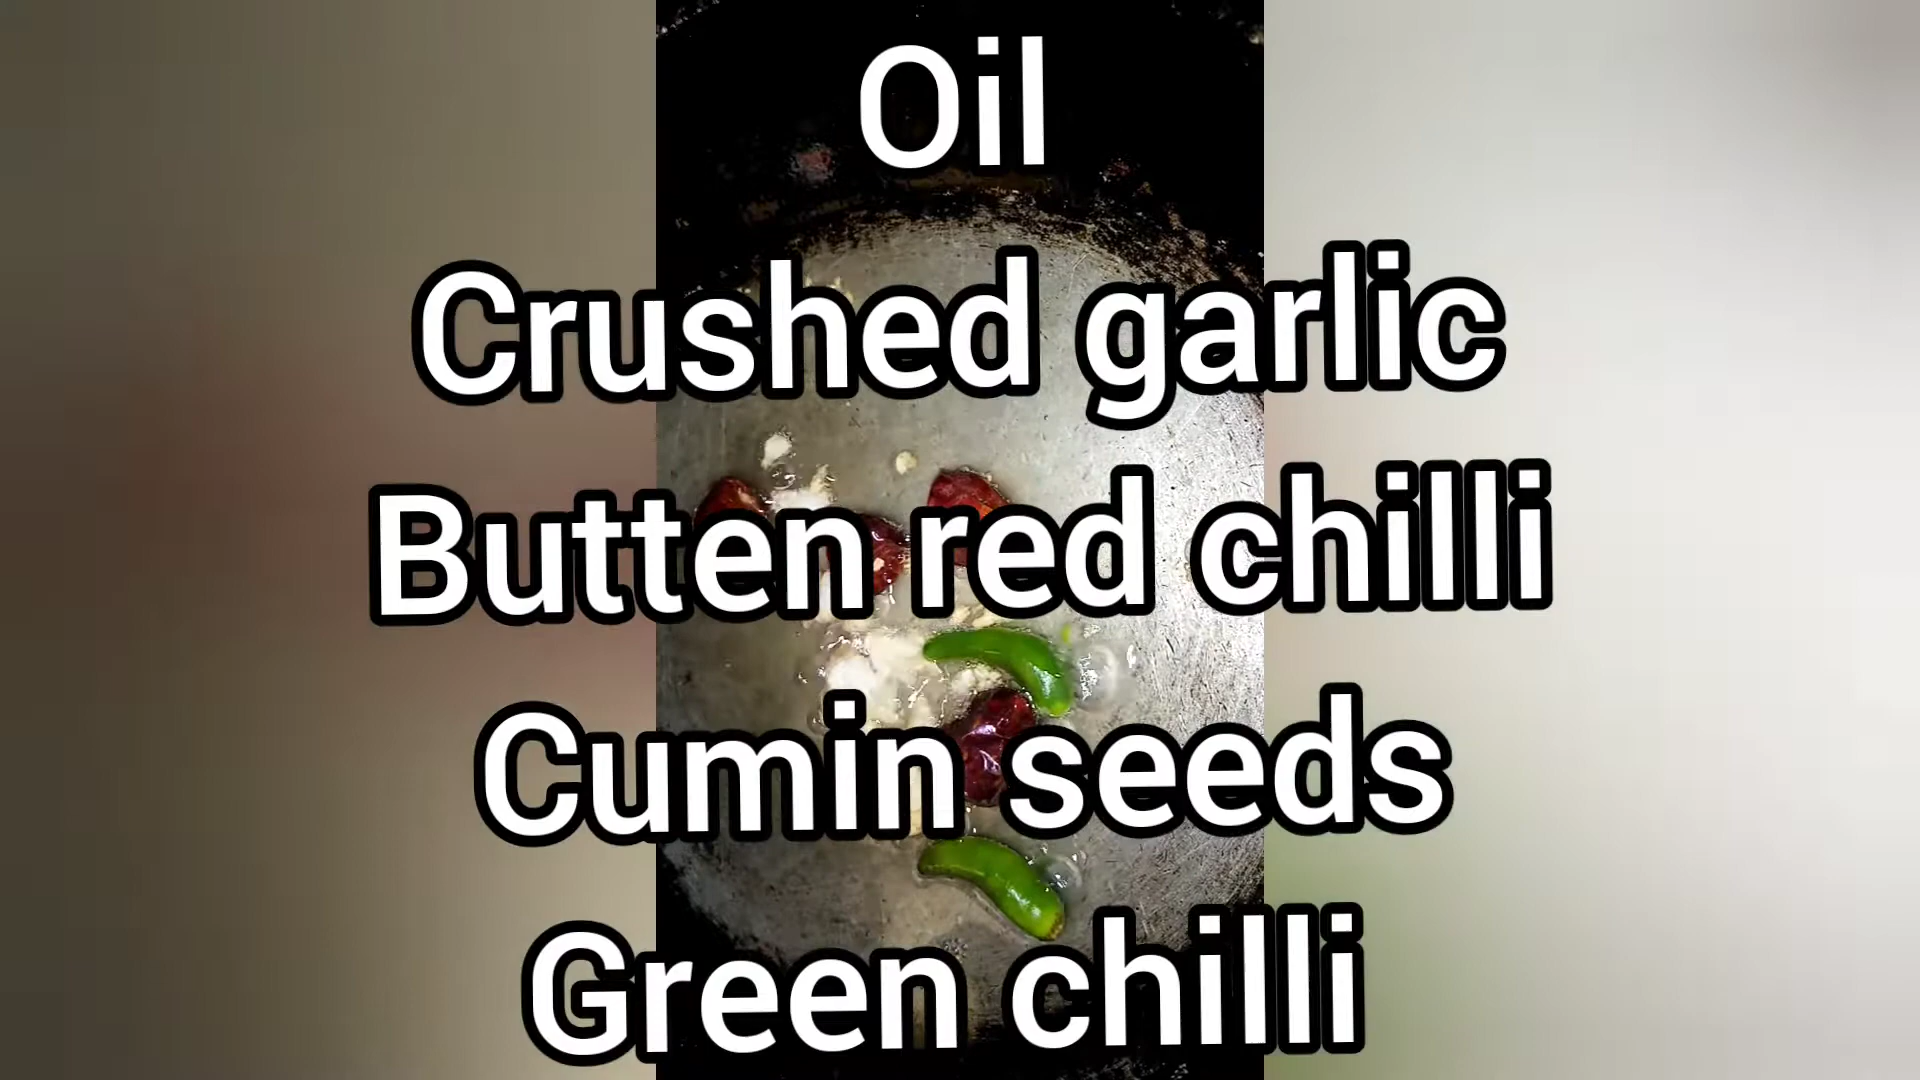 Oil
Crushed garlic
Butten red chilli
Cumin seeds
Green chilli